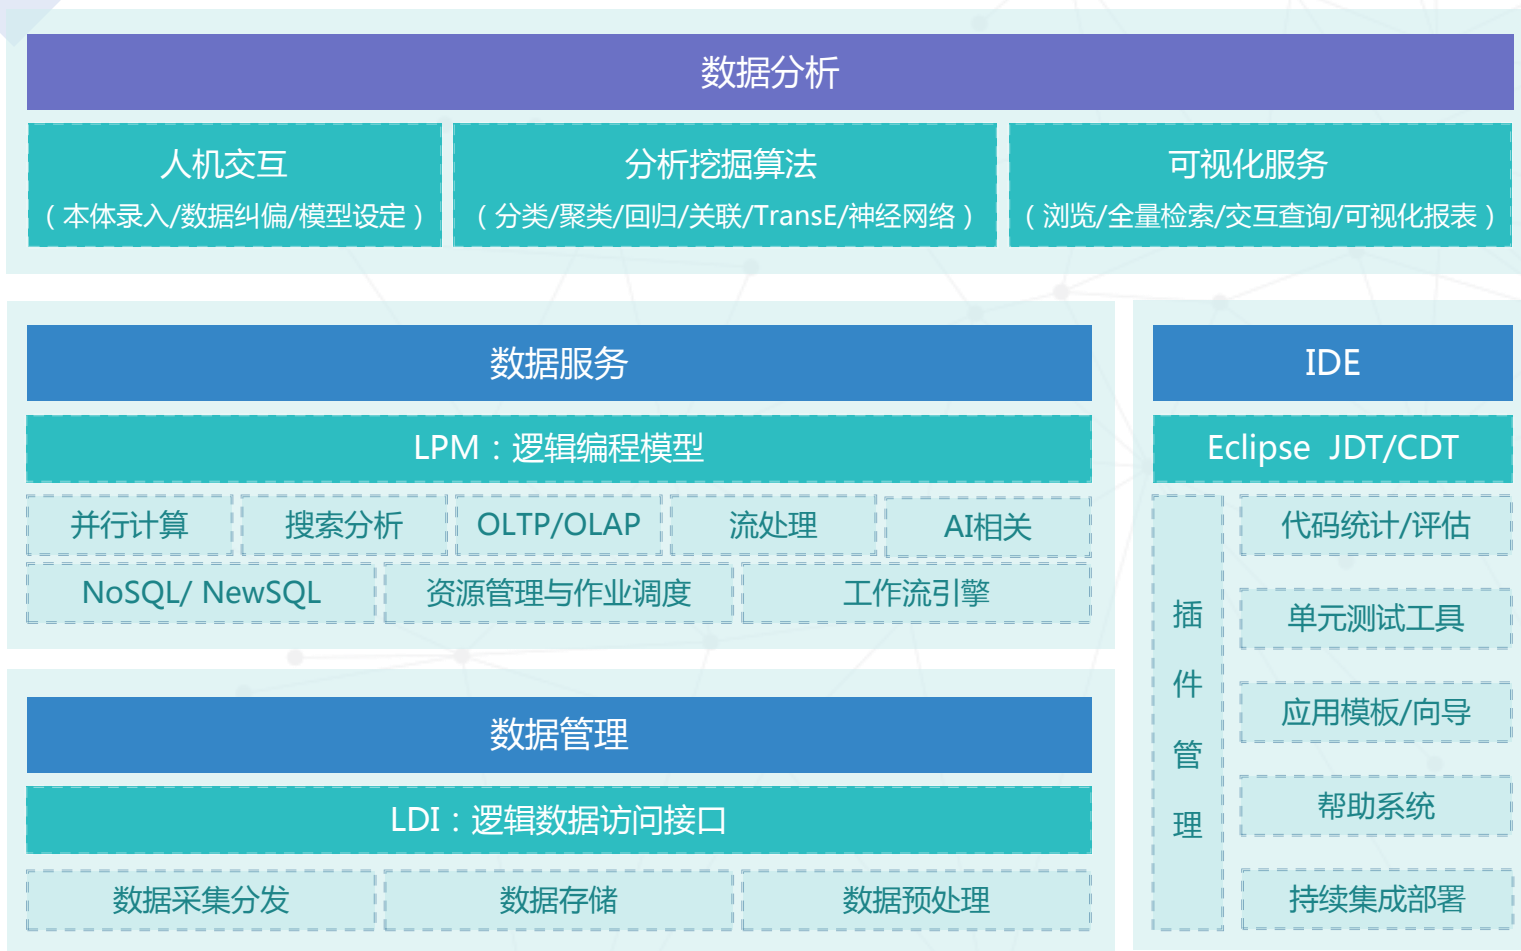 数据分析
人机交互
（本体录入/数据纠偏/模型设定）
分析挖掘算法
（分类/聚类/回归/关联/TransE/神经网络）
可视化服务
（浏览/全量检索/交互查询/可视化报表）
数据服务
LPM：逻辑编程模型
并行计算
搜索分析
OLTP/OLAP
流处理
AI相关
NoSQL/ NewSQL
资源管理与作业调度
工作流引擎
数据管理
LDI：逻辑数据访问接口
数据采集分发
数据存储
数据预处理
IDE
Eclipse JDT/CDT
插件管理
代码统计/评估
单元测试工具
应用模板/向导
帮助系统
持续集成部署